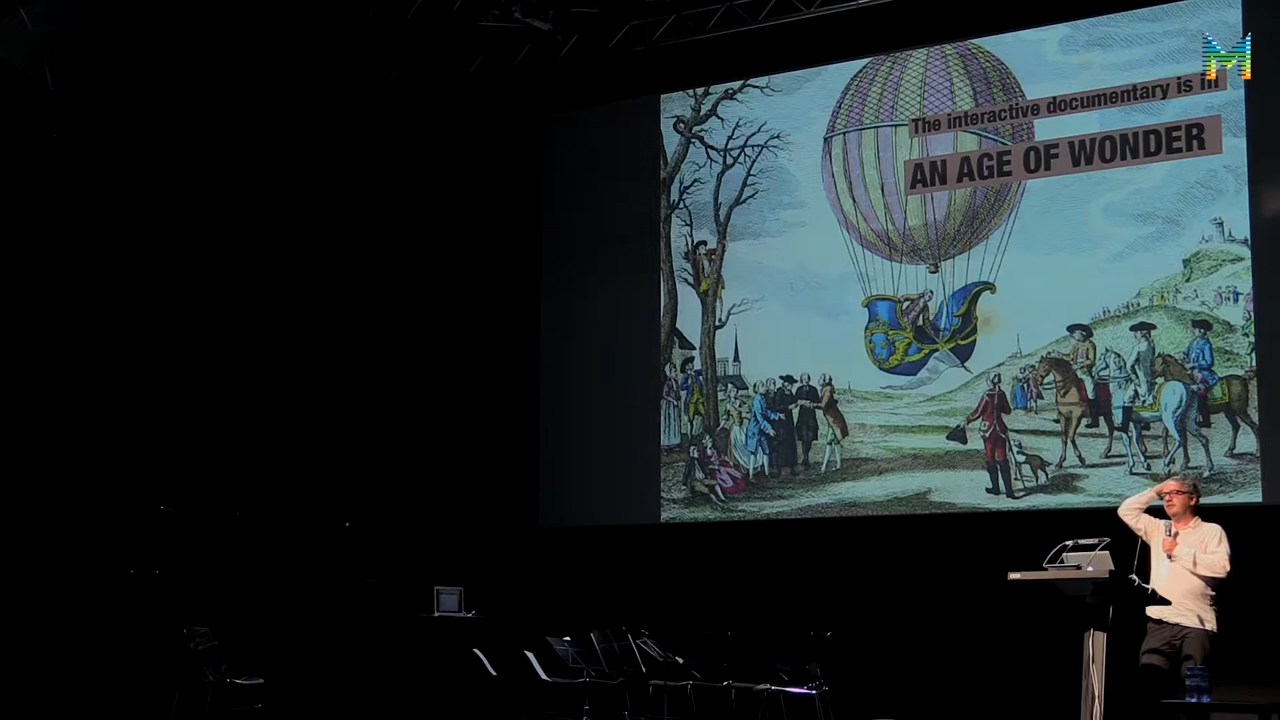 The interactive documentary is in
AN AGE OF WONDER
M